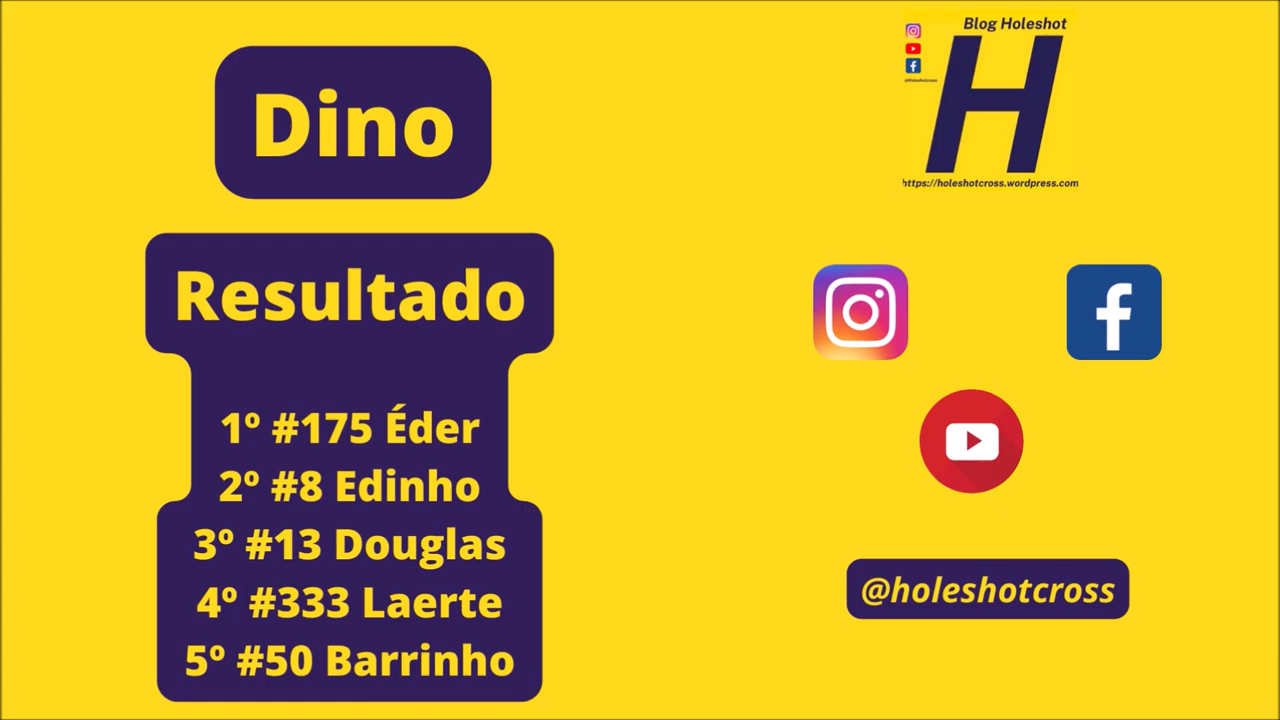 Dino
Resultado
1º #175 Éder
2º #8 Edinho
3º #13 Douglas
4º #333 Laerte
5º #50 Barrinho
Blog Holeshot
@Holeshotcross
H
https://holeshotcross.wordpress.com
@holeshotcross